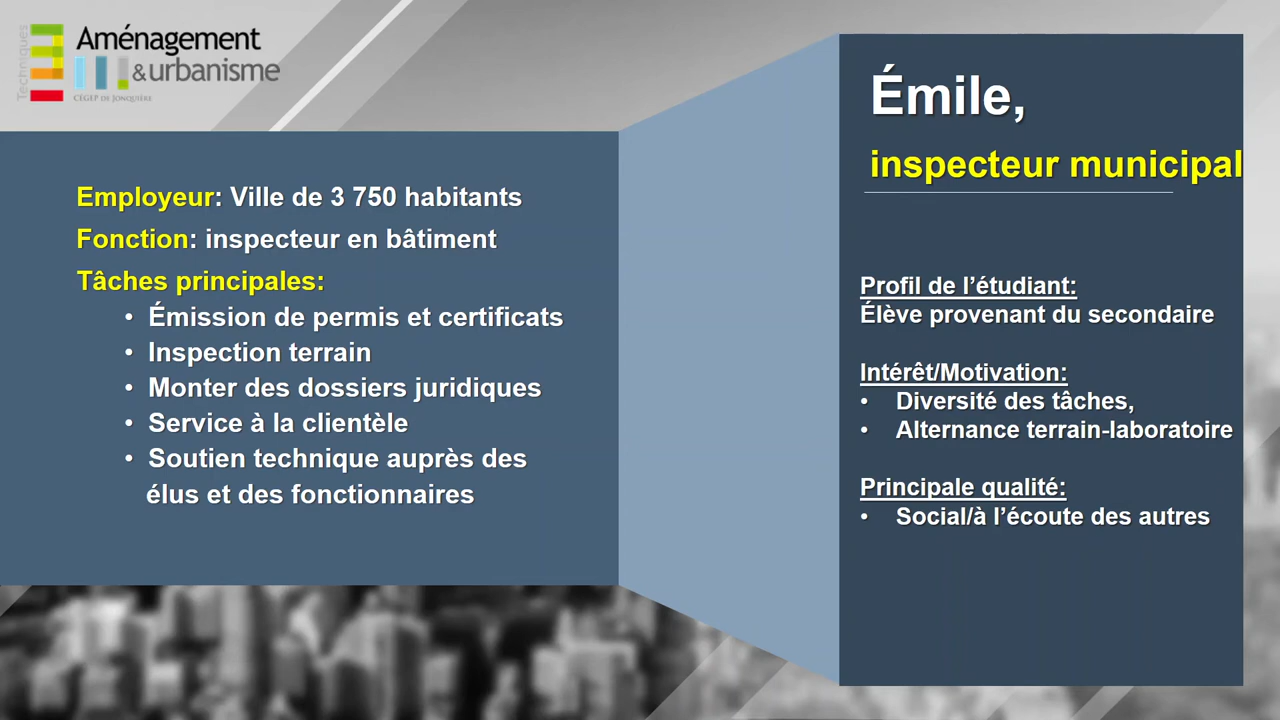 Techniques
Aménagement
&urbanisme
CEGEP DE JONQUIÈRE
Employeur: Ville de 3 750 habitants
Fonction: inspecteur en bâtiment
Tâches principales:
• Émission de permis et certificats
• Inspection terrain
• Monter des dossiers juridiques
• Service à la clientèle
• Soutien technique auprès des
élus et des fonctionnaires
Émile,
inspecteur municipal
Profil de l’étudiant:
Élève provenant du secondaire
Intérêt/Motivation:
• Diversité des tâches,
• Alternance terrain-laboratoire
Principale qualité:
• Social/à l’écoute des autres